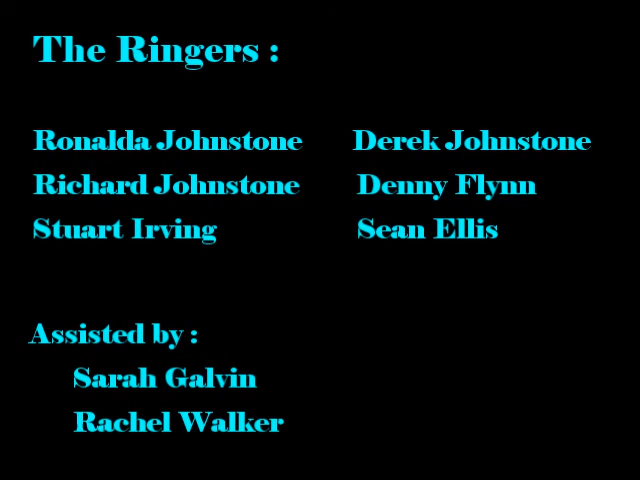 The Ringers :
Ronalda Johnstone Derek Johnstone
Richard Johnstone Denny Flynn
Stuart Irving Sean Ellis
Assisted by :
Sarah Galvin
Rachel Walker